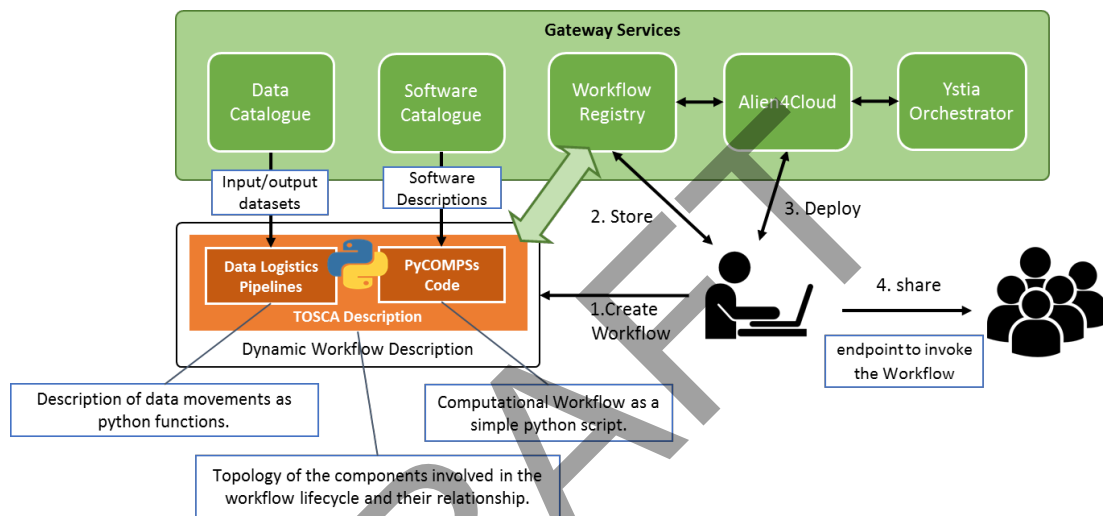 Gateway Services
Data
Catalogue
Software
Catalogue
Workflow
Registry
Alien4Cloud
Ystia
Orchestrator
Input/output
datasets
Software
Descriptions
2. Store
3. Deploy
Data Logistics
Pipelines
PyCOMPSs
Code
TOSCA Description
Dynamic Workflow Description
1.Create
Workflow
4. share
endpoint to invoke
the Workflow
Description of data movements as
python functions.
Computational Workflow as a
simple python script.
Topology of the components involved in the
workflow lifecycle and their relationship.
RAFT